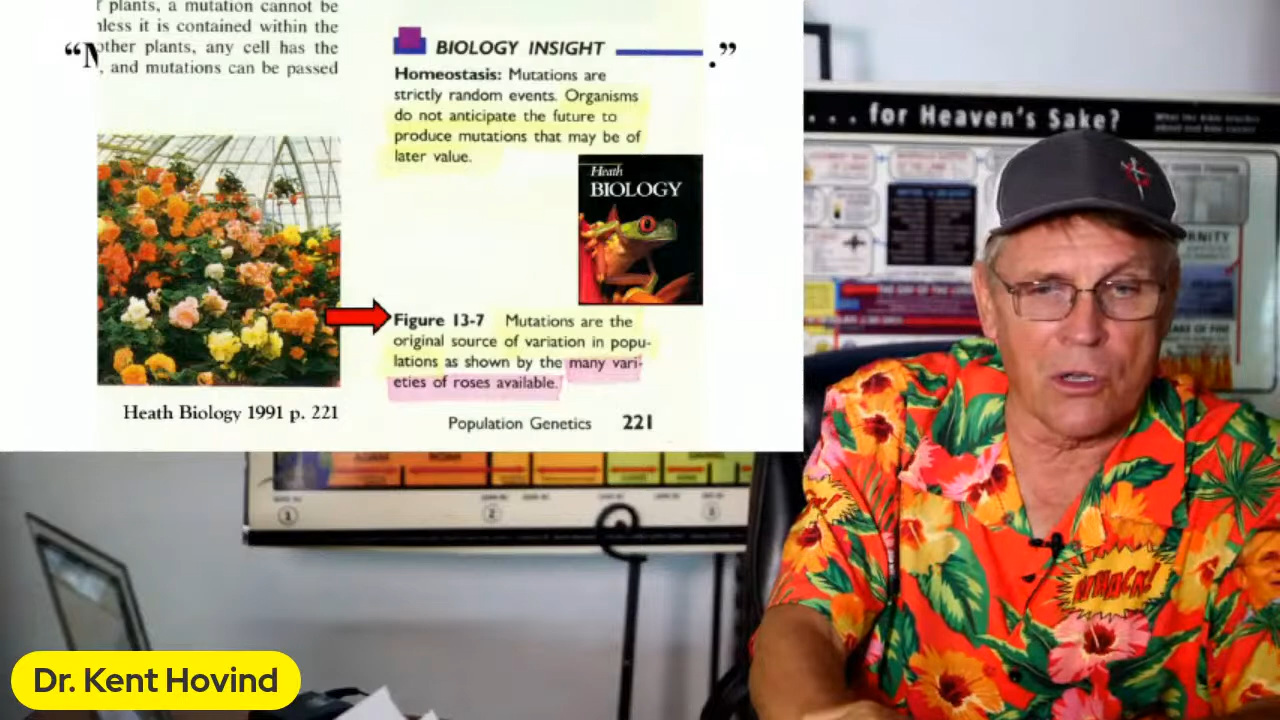 r plants, a mutation cannot be
nless it is contained within the
other plants, any cell has the
, and mutations can be passed
“M
.”
BIOLOGY INSIGHT
Homeostasis: Mutations are
strictly random events. Organisms
do not anticipate the future to
produce mutations that may be of
later value.
Heath
BIOLOGY
Figure 13-7 Mutations are the
original source of variation in popu-
lations as shown by the many vari-
eties of roses available.
Heath Biology 1991 p. 221
Population Genetics 221
. . . for Heaven's Sake?
WHACK!
1
2
3
Dr. Kent Hovind